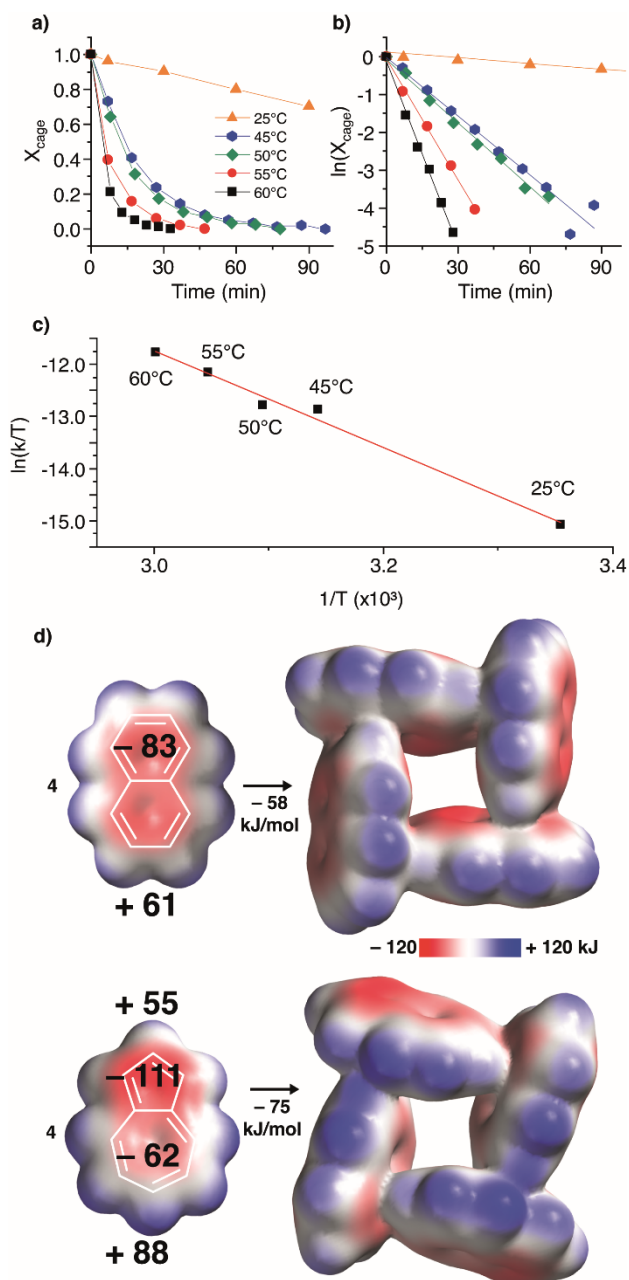 a)
X_cage
1.0
0.8
0.6
0.4
0.2
0.0
25°C
45°C
50°C
55°C
60°C
0 30 60 90
Time (min)
b)
ln(X_cage)
0
-1
-2
-3
-4
-5
0 30 60 90
Time (min)
c)
ln(k/T)
-12.0
-13.0
-14.0
-15.0
60°C
55°C
50°C
45°C
25°C
3.0 3.2 3.4
1/T (x10³)
d)
4
– 83
+ 61
– 58
kJ/mol
– 120 + 120 kJ
+ 55
4
– 111
– 62
+ 88
– 75
kJ/mol